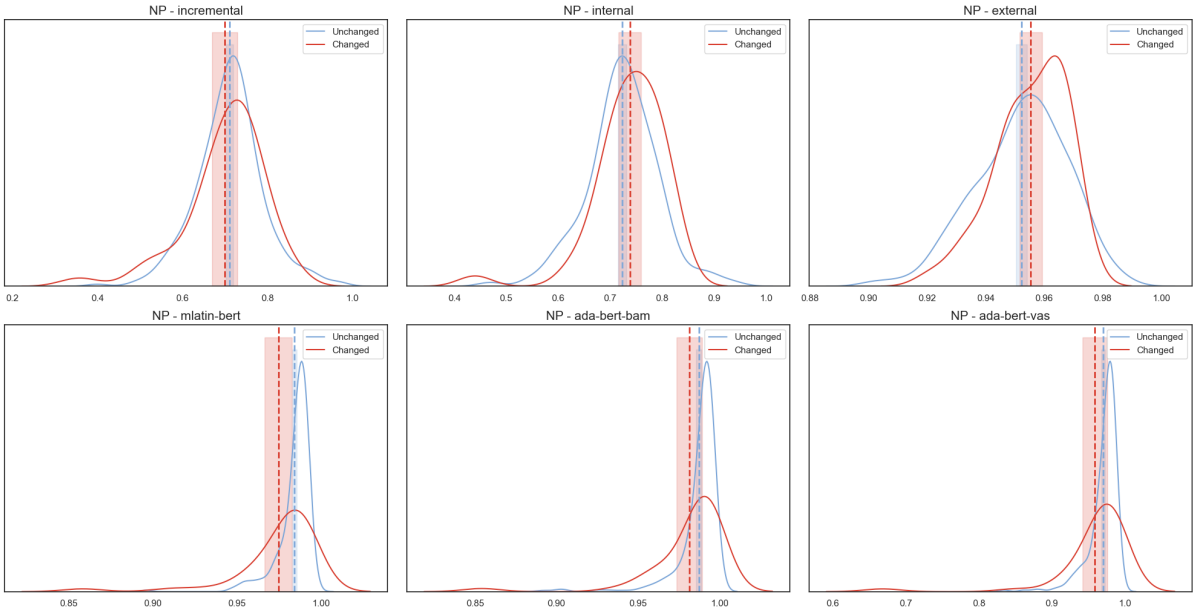 NP - incremental
Unchanged
Changed
0.2 0.4 0.6 0.8 1.0
NP - internal
Unchanged
Changed
0.4 0.5 0.6 0.7 0.8 0.9 1.0
NP - external
Unchanged
Changed
0.88 0.90 0.92 0.94 0.96 0.98 1.00
NP - mlatin-bert
Unchanged
Changed
0.85 0.90 0.95 1.00
NP - ada-bert-bam
Unchanged
Changed
0.85 0.90 0.95 1.00
NP - ada-bert-vas
Unchanged
Changed
0.6 0.7 0.8 0.9 1.0